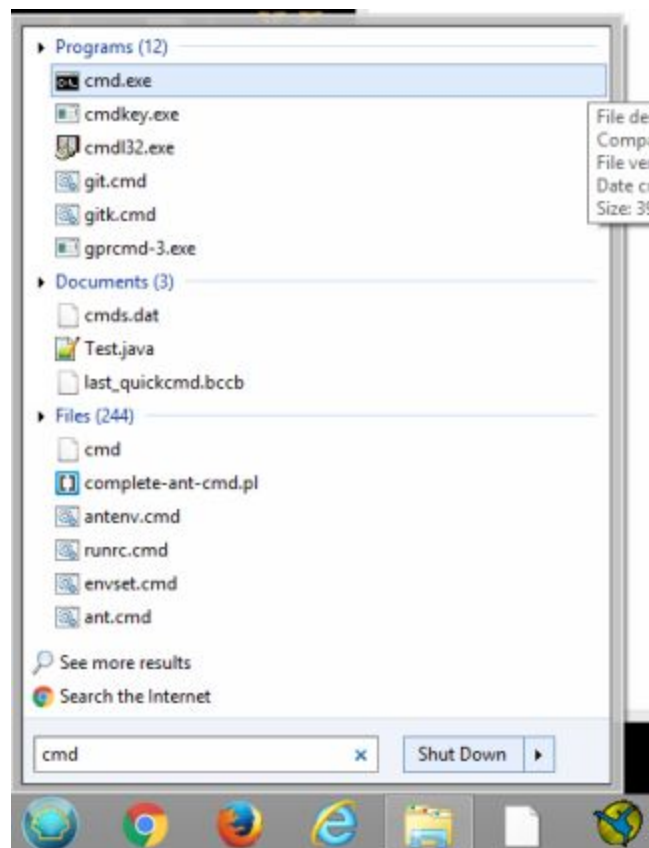 Programs (12)
cmd.exe
cmdkey.exe
cmdl32.exe
git.cmd
gitk.cmd
gprcmd-3.exe
File de
Compa
File ver
Date cr
Size: 39
Documents (3)
cmds.dat
Test.java
last_quickcmd.bccb
Files (244)
cmd
complete-ant-cmd.pl
antenv.cmd
runrc.cmd
envset.cmd
ant.cmd
See more results
Search the Internet
cmd
Shut Down